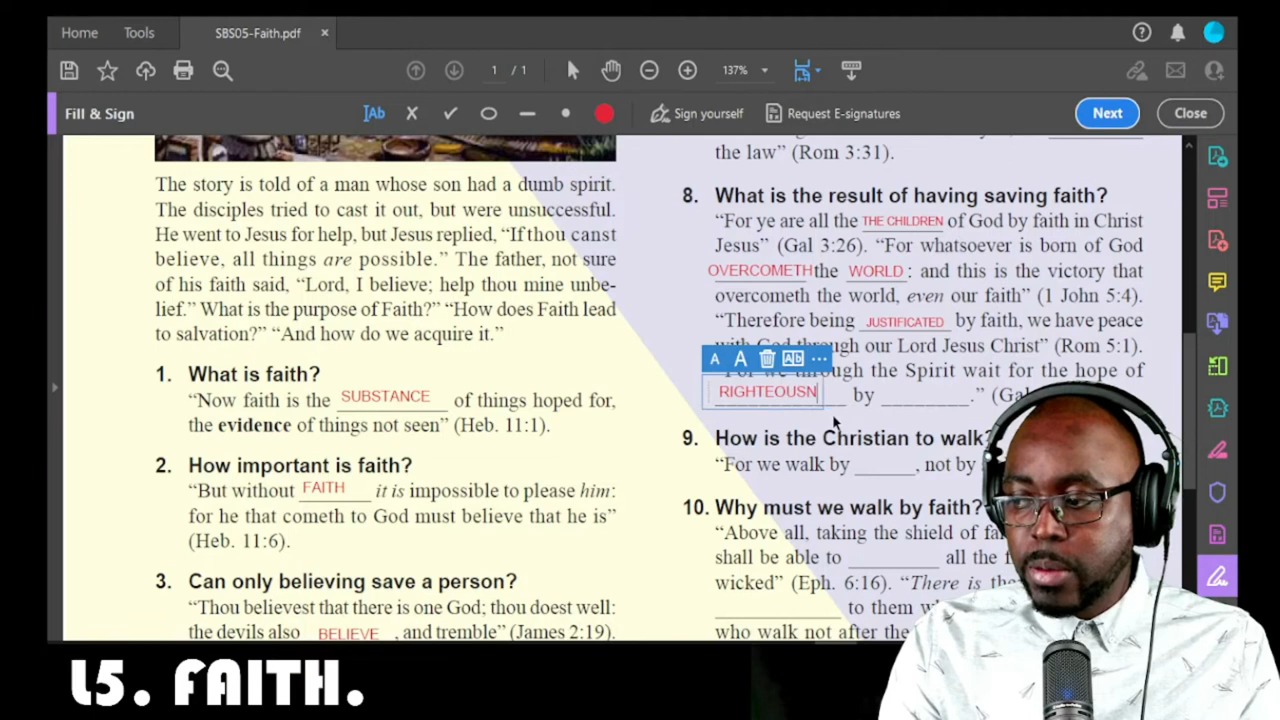 Home
Tools
SBS05-Faith.pdf
1 / 1
137%
Fill & Sign
Ab
Sign yourself
Request E-signatures
Next
Close
The story is told of a man whose son had a dumb spirit.
The disciples tried to cast it out, but were unsuccessful.
He went to Jesus for help, but Jesus replied, “If thou canst
believe, all things are possible.” The father, not sure
of his faith said, “Lord, I believe; help thou mine unbe-
lief.” What is the purpose of Faith?” “How does Faith lead
to salvation?” “And how do we acquire it.”
1. What is faith?
“Now faith is the SUBSTANCE of things hoped for,
the evidence of things not seen” (Heb. 11:1).
2. How important is faith?
“But without FAITH it is impossible to please him:
for he that cometh to God must believe that he is”
(Heb. 11:6).
3. Can only believing save a person?
“Thou believest that there is one God; thou doest well:
the devils also BELIEVE, and tremble” (James 2:19).
the law” (Rom 3:31).
8. What is the result of having saving faith?
“For ye are all the THE CHILDREN of God by faith in Christ
Jesus” (Gal 3:26). “For whatsoever is born of God
OVERCOMETH the WORLD: and this is the victory that
overcometh the world, even our faith” (1 John 5:4).
“Therefore being JUSTIFICATED by faith, we have peace
with God through our Lord Jesus Christ” (Rom 5:1).
A A Ab
“For we through the Spirit wait for the hope of
RIGHTEOUSN by ________.” (Gal
9. How is the Christian to walk?
“For we walk by ______, not by
10. Why must we walk by faith?
“Above all, taking the shield of
shall be able to ________ all the
wicked” (Eph. 6:16). “There is
____________ to them
who walk not after the
L5. FAITH.